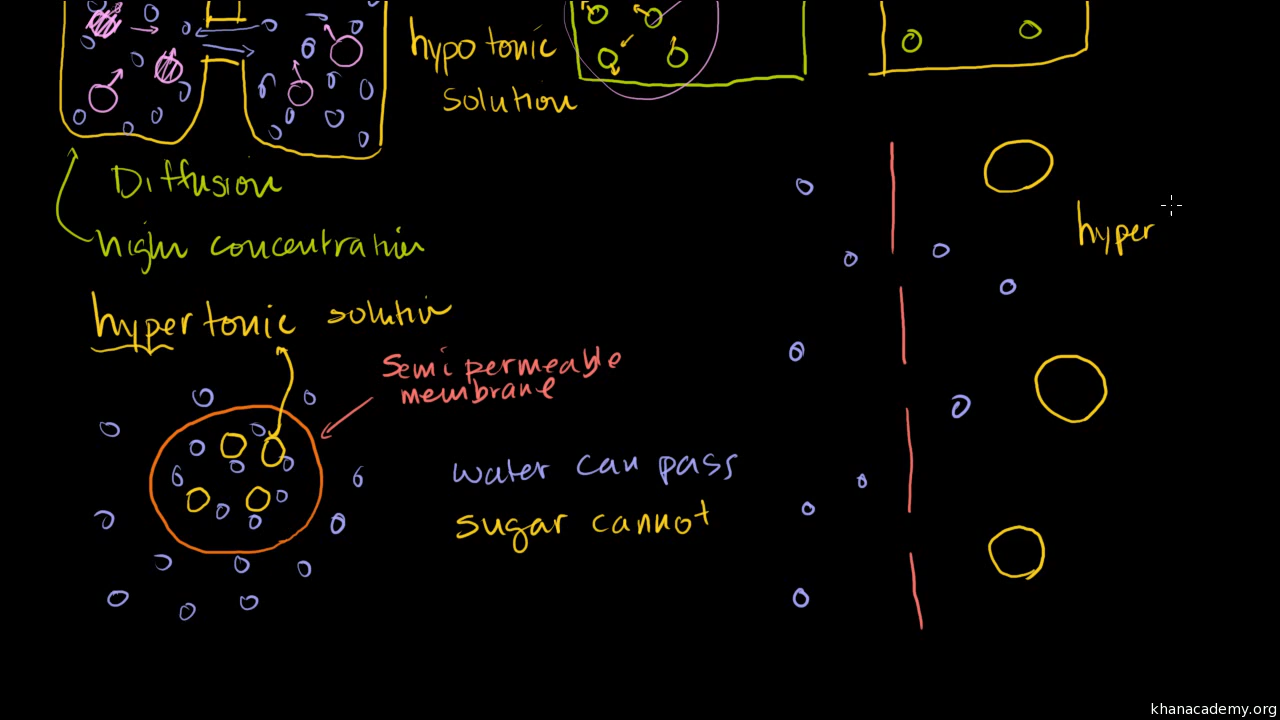 hypotonic
solution
Diffusion
high concentration
hypertonic solution
Semipermeable
membrane
water can pass
sugar cannot
hyper
khanacademy.org